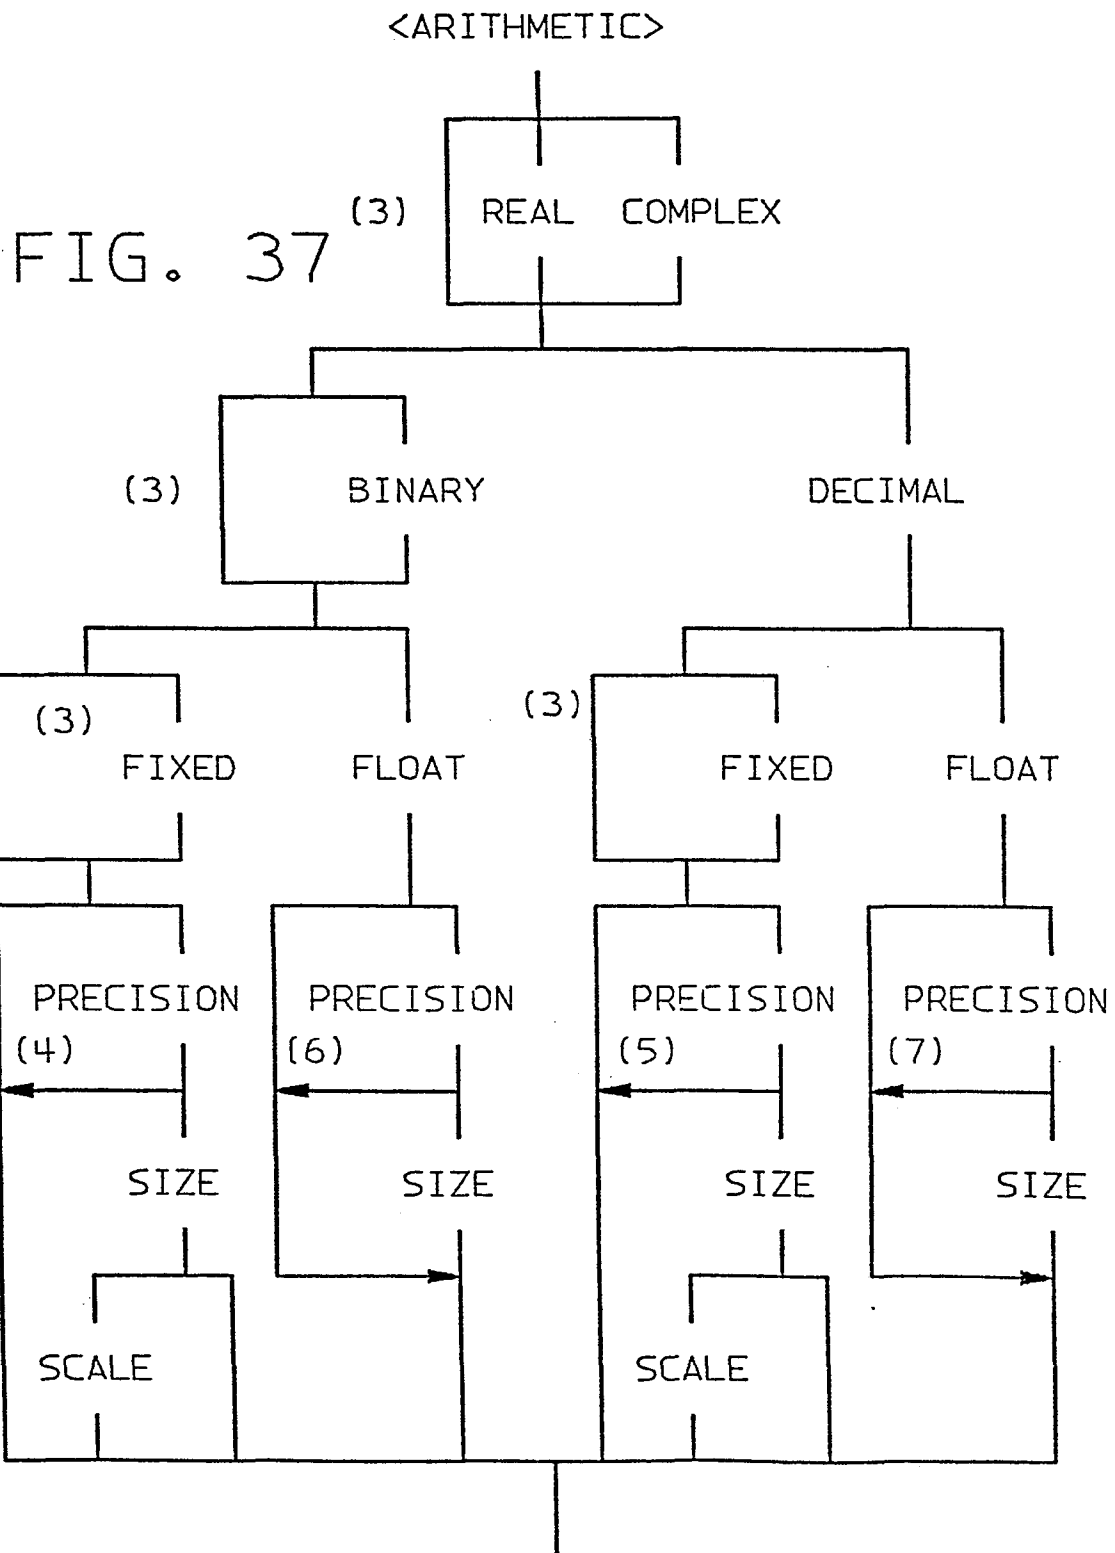 <ARITHMETIC>
(3) REAL COMPLEX
FIG. 37
(3) BINARY DECIMAL
(3) (3)
FIXED FLOAT FIXED FLOAT
PRECISION PRECISION PRECISION PRECISION
(4) (6) (5) (7)
SIZE SIZE SIZE SIZE
SCALE SCALE